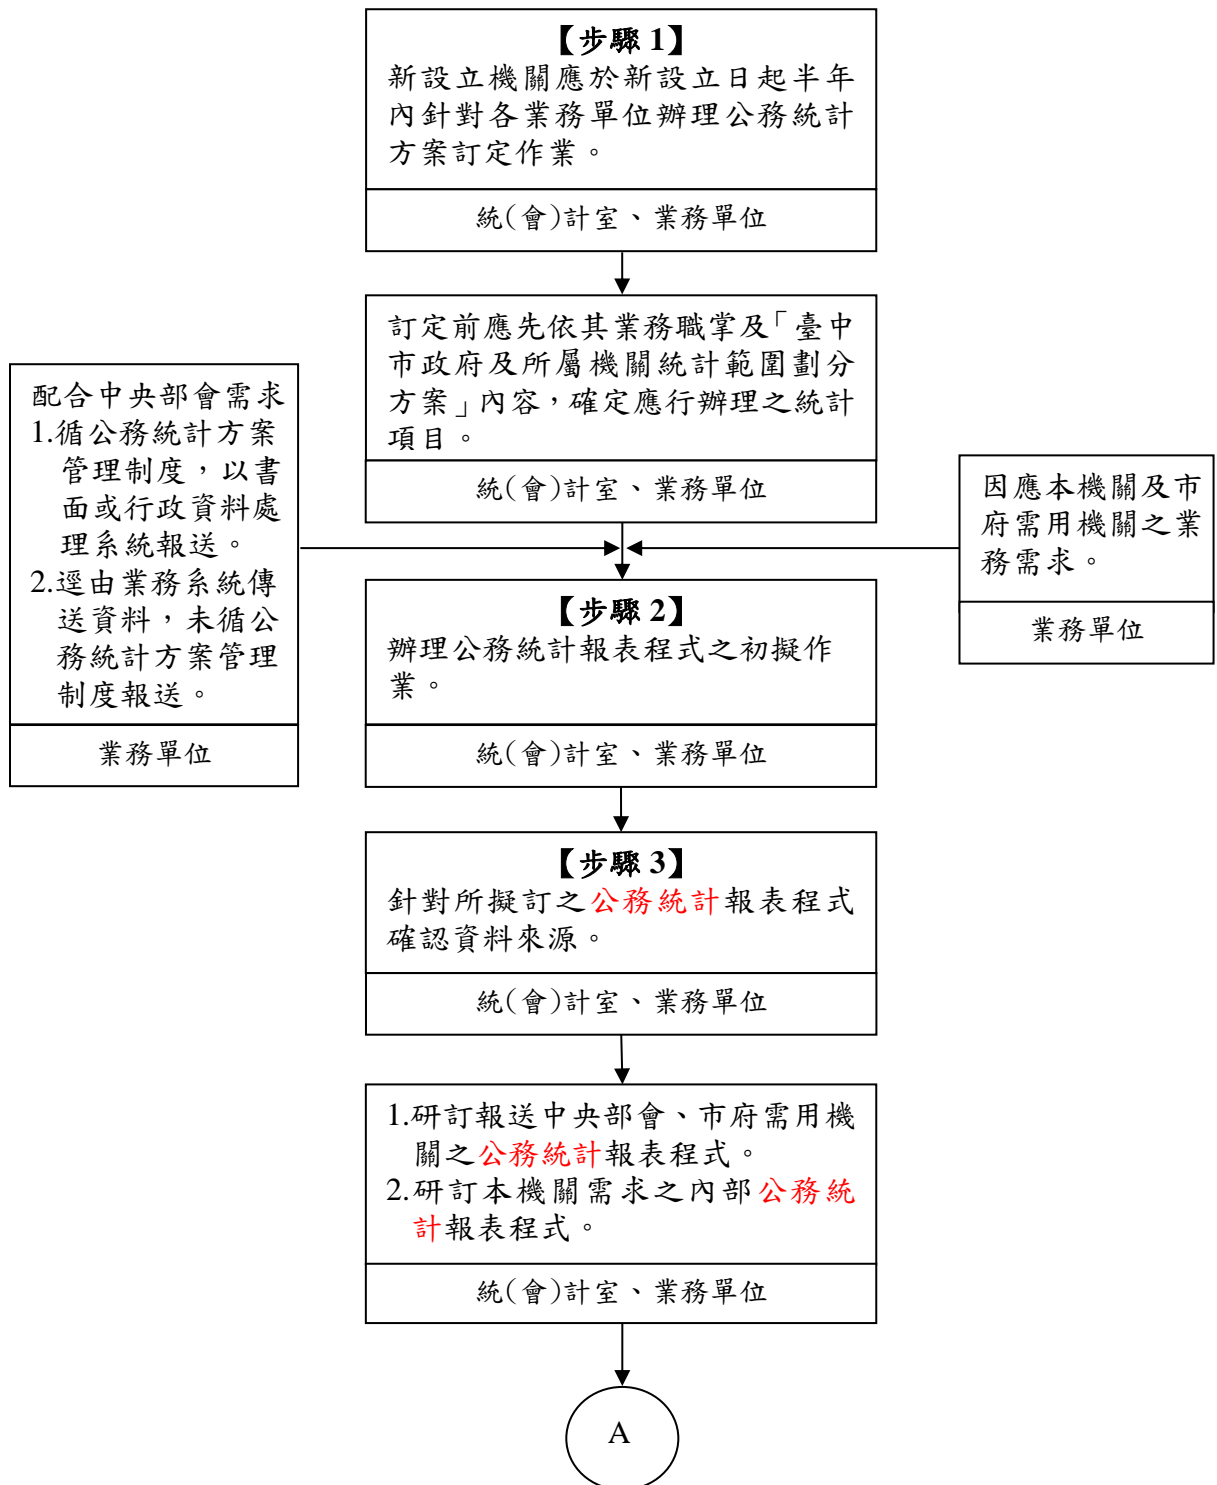 【步驟 1】
新設立機關應於新設立日起半年
內針對各業務單位辦理公務統計
方案訂定作業。
統(會)計室、業務單位
訂定前應先依其業務職掌及「臺中
市政府及所屬機關統計範圍劃分
方案」內容，確定應行辦理之統計
項目。
統(會)計室、業務單位
配合中央部會需求
1.循公務統計方案
管理制度，以書
面或行政資料處
理系統報送。
2.逕由業務系統傳
送資料，未循公
務統計方案管理
制度報送。
業務單位
因應本機關及市
府需用機關之業
務需求。
業務單位
【步驟 2】
辦理公務統計報表程式之初擬作
業。
統(會)計室、業務單位
【步驟 3】
針對所擬訂之公務統計報表程式
確認資料來源。
統(會)計室、業務單位
1.研訂報送中央部會、市府需用機
關之公務統計報表程式。
2.研訂本機關需求之內部公務統
計報表程式。
統(會)計室、業務單位
A